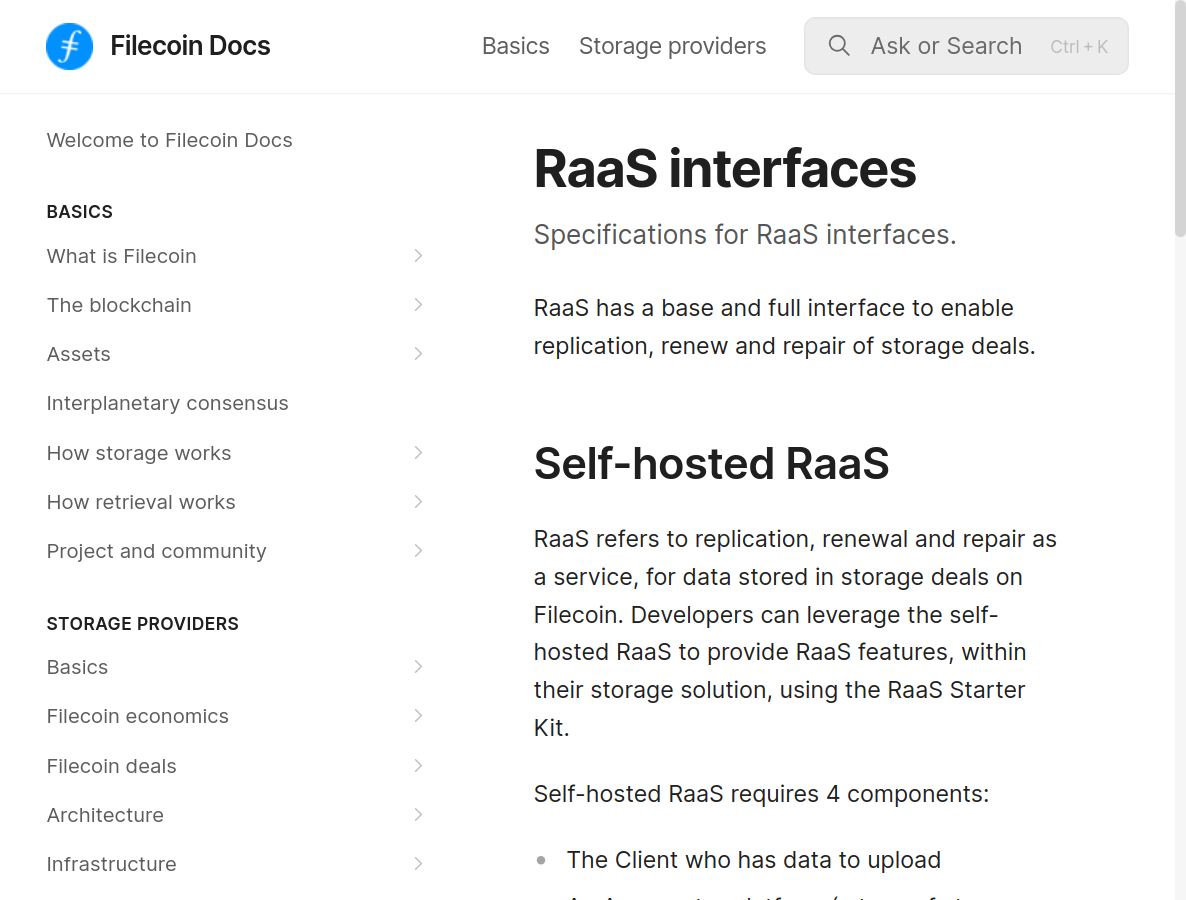 Filecoin Docs
Basics
Storage providers
Ask or Search
Ctrl + K
Welcome to Filecoin Docs
BASICS
What is Filecoin
The blockchain
Assets
Interplanetary consensus
How storage works
How retrieval works
Project and community
STORAGE PROVIDERS
Basics
Filecoin economics
Filecoin deals
Architecture
Infrastructure
RaaS interfaces
Specifications for RaaS interfaces.
RaaS has a base and full interface to enable
replication, renew and repair of storage deals.
Self-hosted RaaS
RaaS refers to replication, renewal and repair as
a service, for data stored in storage deals on
Filecoin. Developers can leverage the self-
hosted RaaS to provide RaaS features, within
their storage solution, using the RaaS Starter
Kit.
Self-hosted RaaS requires 4 components:
The Client who has data to upload